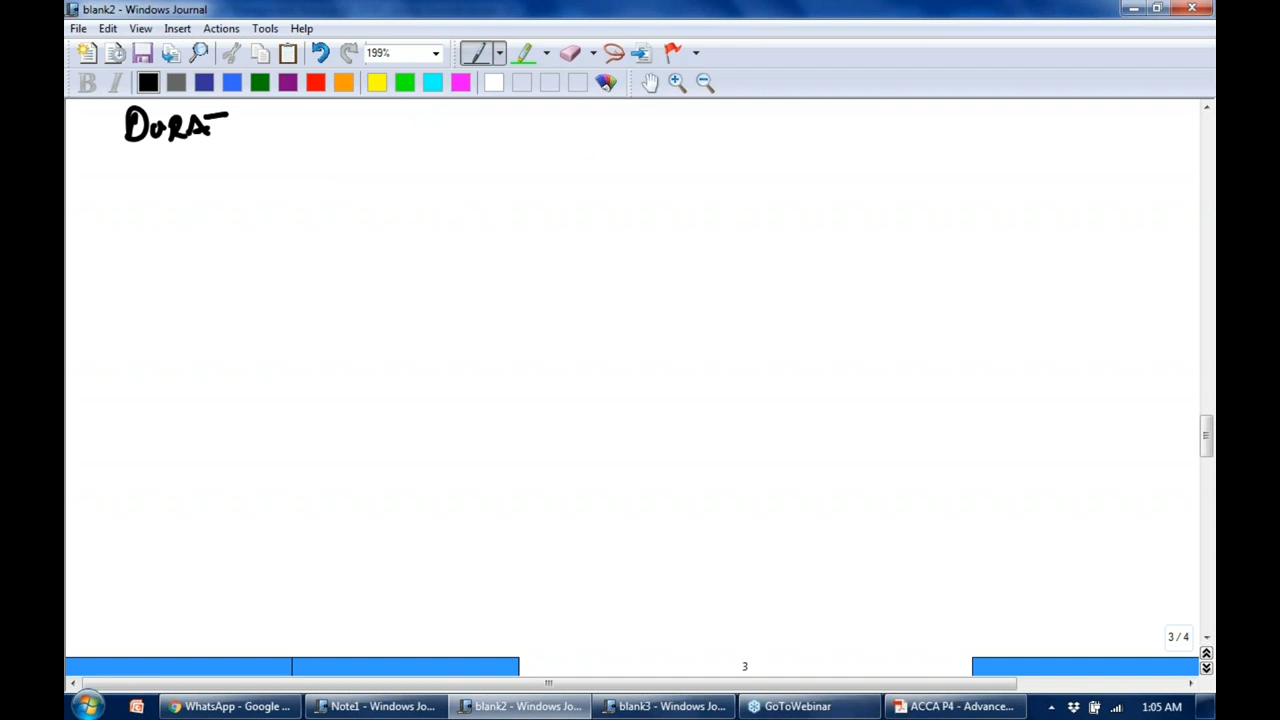 blank2 - Windows Journal
File Edit View Insert Actions Tools Help
199%
B I
DURAT
3 / 4
3
WhatsApp - Google ... Note1 - Windows Jo... blank2 - Windows Jo... blank3 - Windows Jo... GoToWebinar ACCA P4 - Advance... 1:05 AM